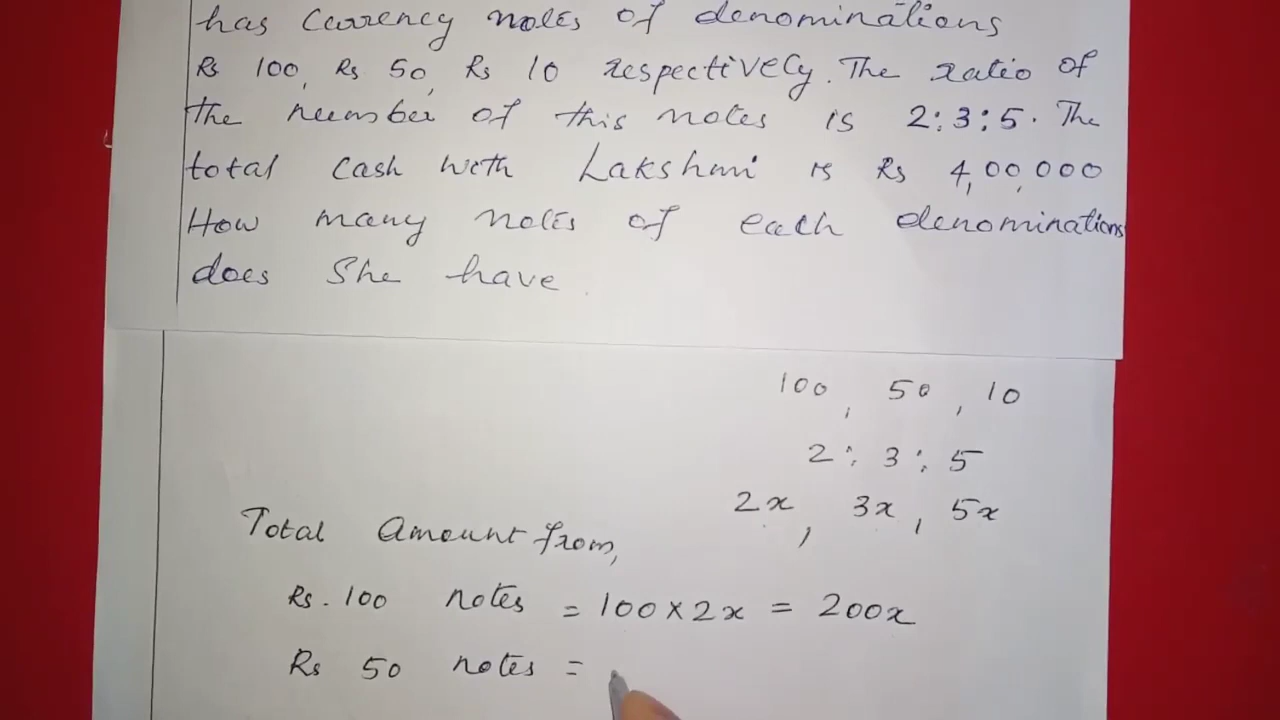 has Currency notes of denominations
Rs 100, Rs 50, Rs 10 respectively. The ratio of
the number of this notes is 2:3:5. The
total cash with Lakshmi is Rs 4,00,000
How many notes of each denominations
does She have.
100, 50, 10
2:3:5
2x, 3x, 5x
Total Amount from,
Rs. 100 notes = 100×2x = 200x
Rs 50 notes =